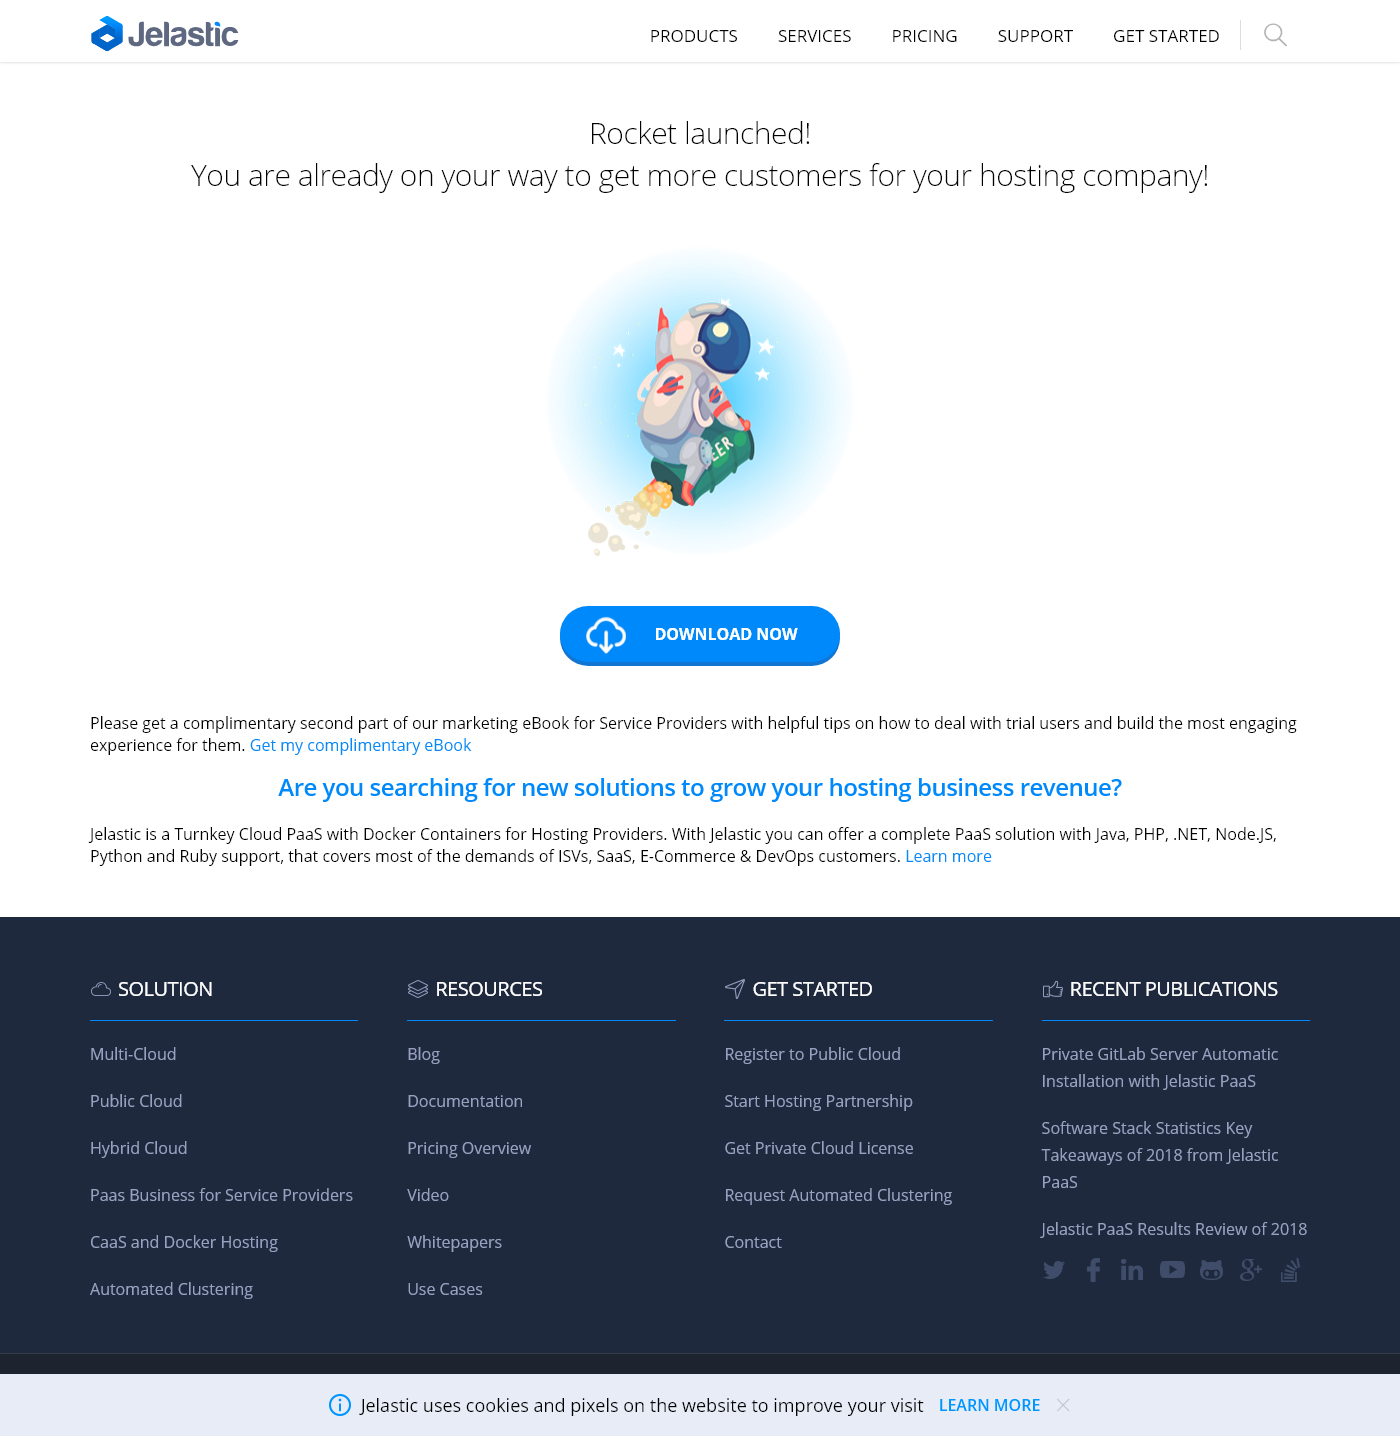 Jelastic
PRODUCTS SERVICES PRICING SUPPORT GET STARTED
Rocket launched!
You are already on your way to get more customers for your hosting company!
EER
DOWNLOAD NOW
Please get a complimentary second part of our marketing eBook for Service Providers with helpful tips on how to deal with trial users and build the most engaging
experience for them. Get my complimentary eBook
Are you searching for new solutions to grow your hosting business revenue?
Jelastic is a Turnkey Cloud PaaS with Docker Containers for Hosting Providers. With Jelastic you can offer a complete PaaS solution with Java, PHP, .NET, Node.JS,
Python and Ruby support, that covers most of the demands of ISVs, SaaS, E-Commerce & DevOps customers. Learn more
SOLUTION
Multi-Cloud
Public Cloud
Hybrid Cloud
Paas Business for Service Providers
CaaS and Docker Hosting
Automated Clustering
RESOURCES
Blog
Documentation
Pricing Overview
Video
Whitepapers
Use Cases
GET STARTED
Register to Public Cloud
Start Hosting Partnership
Get Private Cloud License
Request Automated Clustering
Contact
RECENT PUBLICATIONS
Private GitLab Server Automatic
Installation with Jelastic PaaS
Software Stack Statistics Key
Takeaways of 2018 from Jelastic
PaaS
Jelastic PaaS Results Review of 2018
Jelastic uses cookies and pixels on the website to improve your visit LEARN MORE